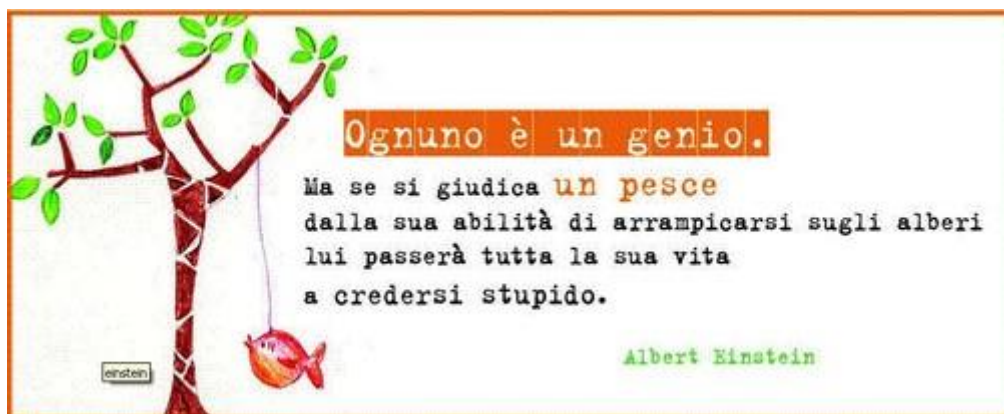 Ognuno è un genio.
Ma se si giudica un pesce
dalla sua abilità di arrampicarsi sugli alberi
lui passerà tutta la sua vita
a credersi stupido.
Albert Einstein
einstein